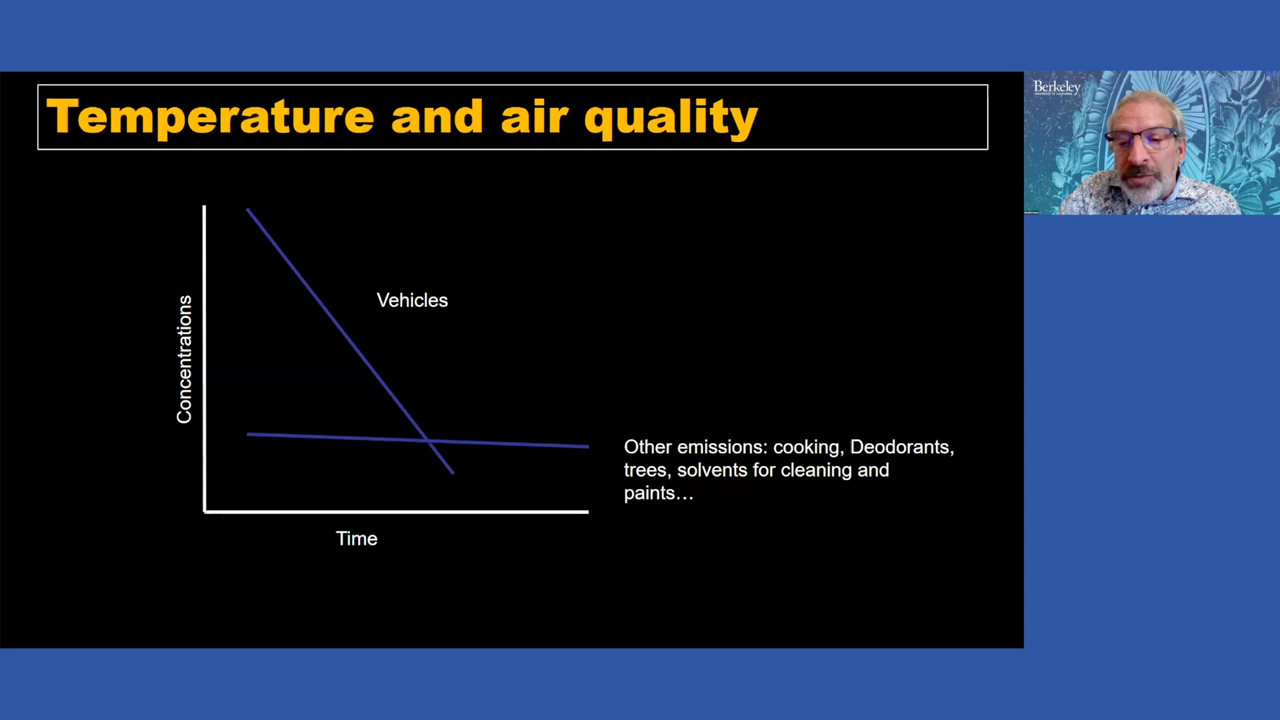 Temperature and air quality
Berkeley
Concentrations
Vehicles
Other emissions: cooking, Deodorants,
trees, solvents for cleaning and
paints…
Time